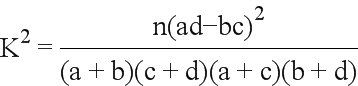 K² = n(ad−bc)² / (a + b)(c + d)(a + c)(b + d)